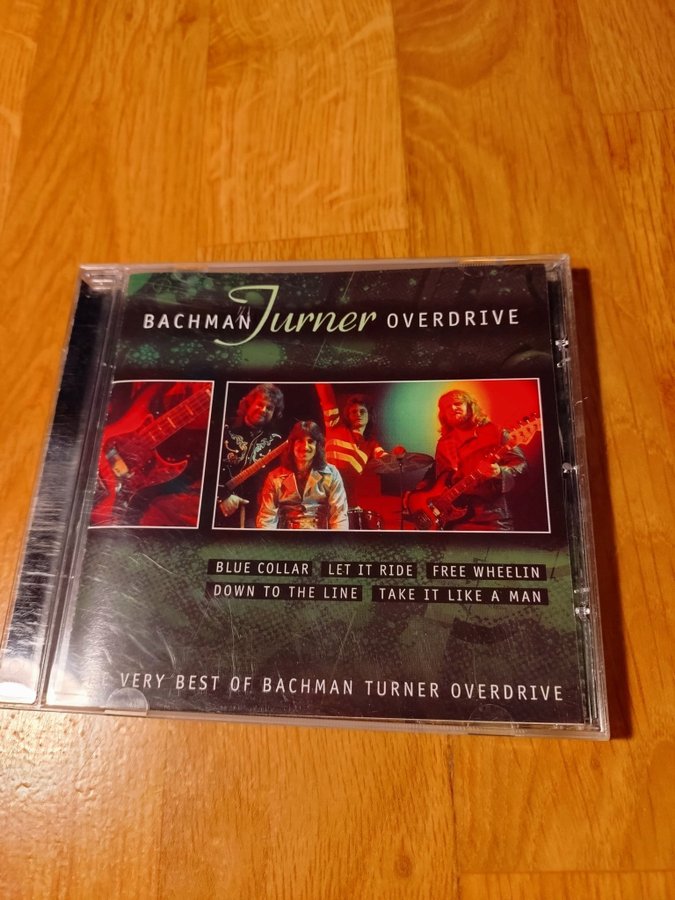 BACHMAN Turner OVERDRIVE
BLUE COLLAR LET IT RIDE FREE WHEELIN
DOWN TO THE LINE TAKE IT LIKE A MAN
VERY BEST OF BACHMAN TURNER OVERDRIVE